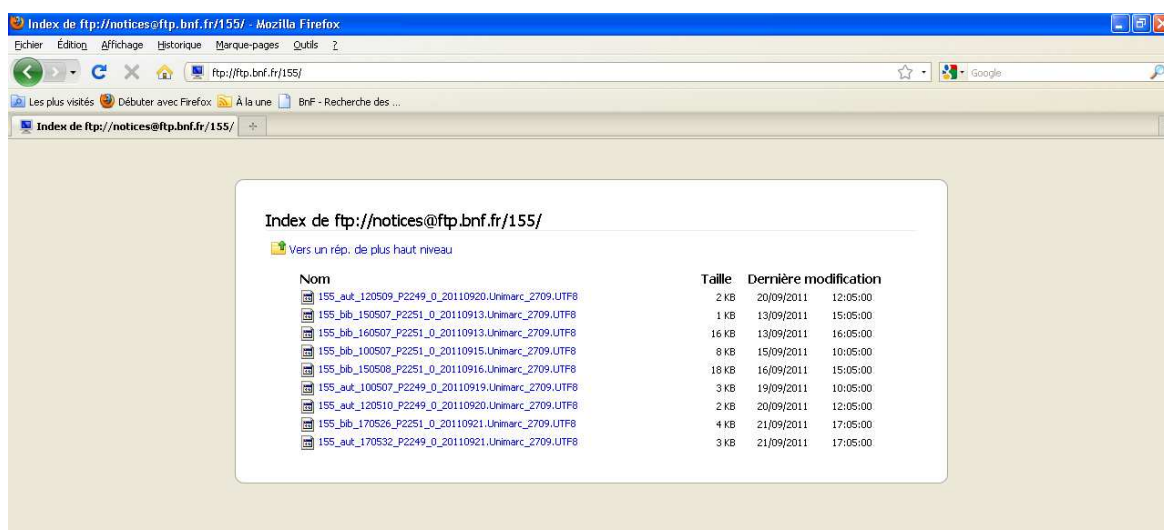 Index de ftp://notices@ftp.bnf.fr/155/ - Mozilla Firefox
Fichier Édition Affichage Historique Marque-pages Outils ?
ftp://ftp.bnf.fr/155/ Google
Les plus visités Débuter avec Firefox À la une BnF - Recherche des ...
Index de ftp://notices@ftp.bnf.fr/155/
Index de ftp://notices@ftp.bnf.fr/155/
Vers un rép. de plus haut niveau
Nom Taille Dernière modification
155_aut_120509_P2249_0_20110920.Unimarc_2709.UTF8 2 KB 20/09/2011 12:05:00
155_bib_150507_P2251_0_20110913.Unimarc_2709.UTF8 1 KB 13/09/2011 15:05:00
155_bib_160507_P2251_0_20110913.Unimarc_2709.UTF8 16 KB 13/09/2011 16:05:00
155_bib_100507_P2251_0_20110915.Unimarc_2709.UTF8 8 KB 15/09/2011 10:05:00
155_bib_150508_P2251_0_20110916.Unimarc_2709.UTF8 18 KB 16/09/2011 15:05:00
155_aut_100507_P2249_0_20110919.Unimarc_2709.UTF8 3 KB 19/09/2011 10:05:00
155_aut_120510_P2249_0_20110920.Unimarc_2709.UTF8 2 KB 20/09/2011 12:05:00
155_bib_170526_P2251_0_20110921.Unimarc_2709.UTF8 4 KB 21/09/2011 17:05:00
155_aut_170532_P2249_0_20110921.Unimarc_2709.UTF8 3 KB 21/09/2011 17:05:00